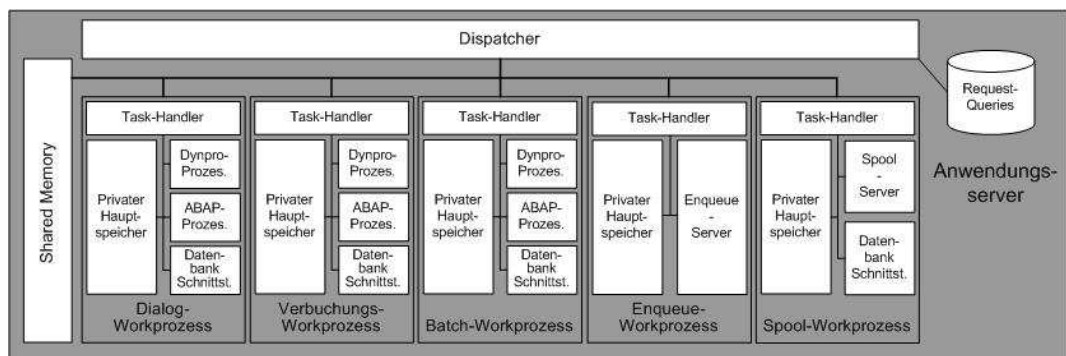 Dispatcher
Shared Memory
Request-
Queries
Anwendungs-
server
Task-Handler
Privater
Haupt-
speicher
Dynpro-
Prozes.
ABAP-
Prozes.
Daten-
bank
Schnittst.
Dialog-
Workprozess
Task-Handler
Privater
Haupt-
speicher
Dynpro-
Prozes.
ABAP-
Prozes.
Daten-
bank
Schnittst.
Verbuchungs-
Workprozess
Task-Handler
Privater
Haupt-
speicher
Dynpro-
Prozes.
ABAP-
Prozes.
Daten-
bank
Schnittst.
Batch-Workprozess
Task-Handler
Privater
Haupt-
speicher
Enqueue
-
Server
Enqueue-
Workprozess
Task-Handler
Privater
Haupt-
speicher
Spool
-
Server
Daten-
bank
Schnittst.
Spool-Workprozess